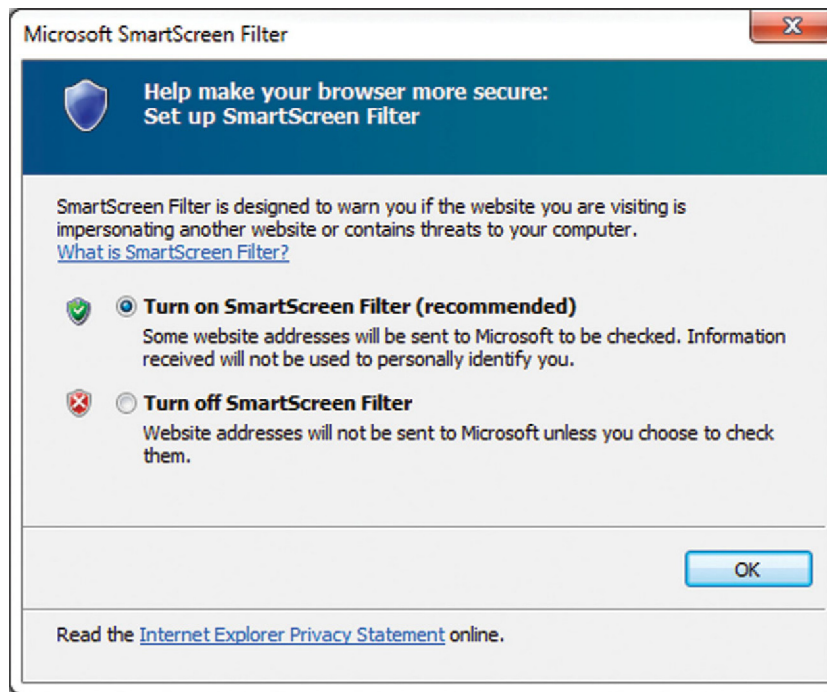 Microsoft SmartScreen Filter
Help make your browser more secure:
Set up SmartScreen Filter
SmartScreen Filter is designed to warn you if the website you are visiting is
impersonating another website or contains threats to your computer.
What is SmartScreen Filter?
Turn on SmartScreen Filter (recommended)
Some website addresses will be sent to Microsoft to be checked. Information
received will not be used to personally identify you.
Turn off SmartScreen Filter
Website addresses will not be sent to Microsoft unless you choose to check
them.
OK
Read the Internet Explorer Privacy Statement online.